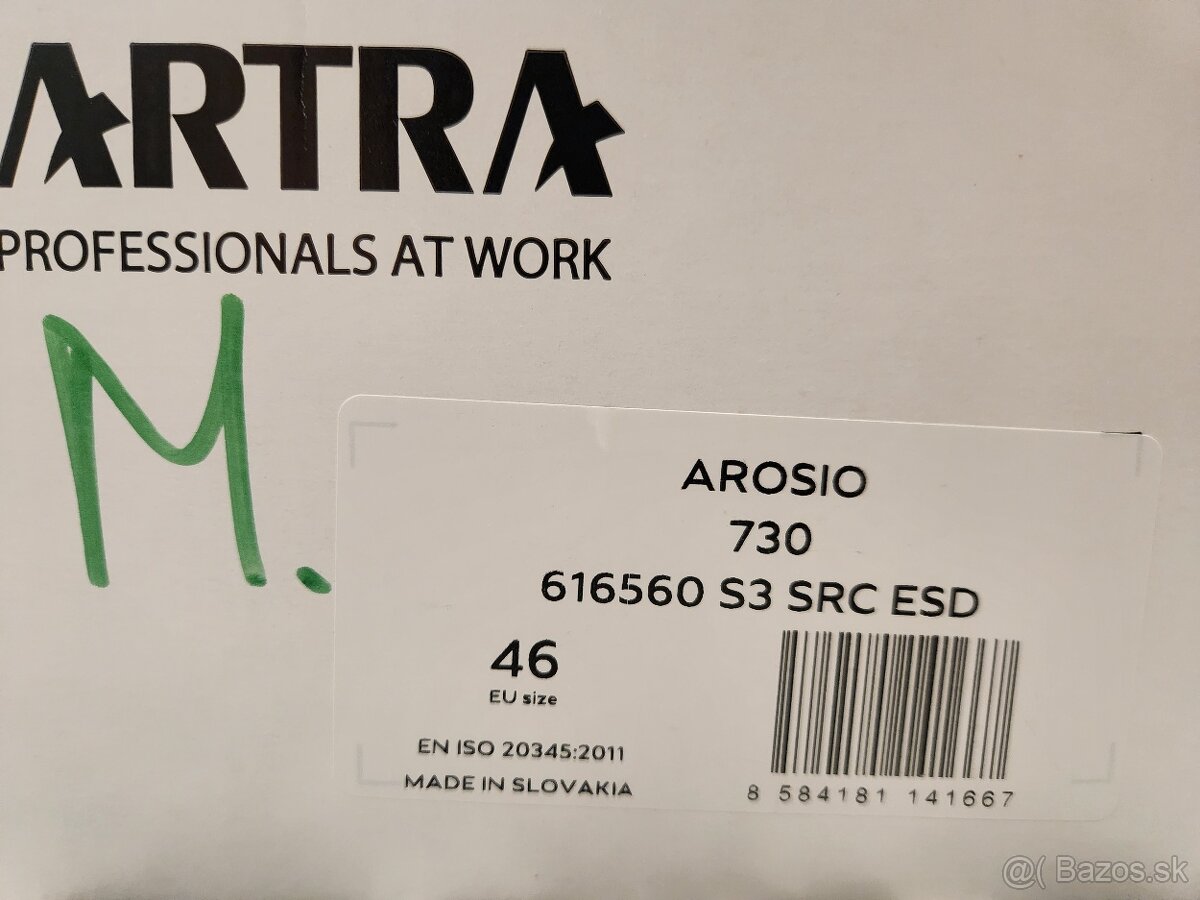 ARTRA
PROFESSIONALS AT WORK
M.
AROSIO
730
616560 S3 SRC ESD
46
EU size
EN ISO 20345:2011
MADE IN SLOVAKIA
8 584181 141667
@( Bazos.sk